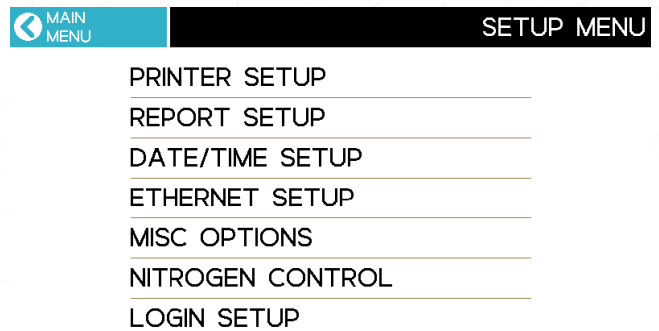 MAIN
MENU
SETUP MENU
PRINTER SETUP
REPORT SETUP
DATE/TIME SETUP
ETHERNET SETUP
MISC OPTIONS
NITROGEN CONTROL
LOGIN SETUP